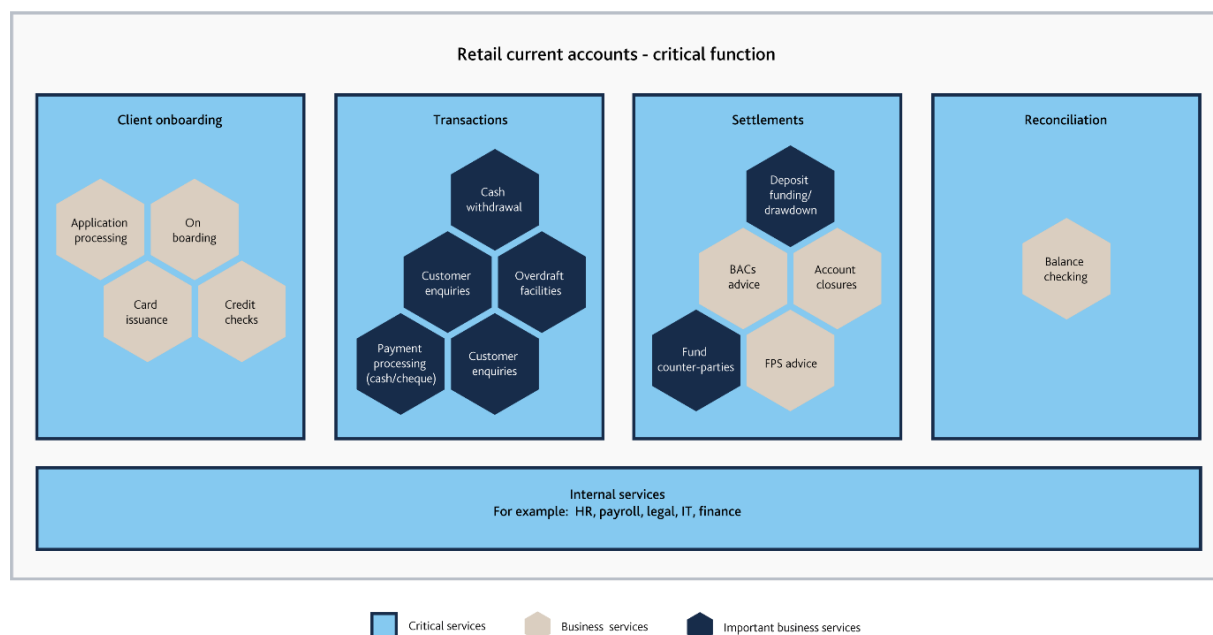 Retail current accounts - critical function
Client onboarding
Application
processing
On
boarding
Card
issuance
Credit
checks
Transactions
Cash
withdrawal
Customer
enquiries
Overdraft
facilities
Payment
processing
(cash/cheque)
Customer
enquiries
Settlements
Deposit
funding/
drawdown
BACs
advice
Account
closures
Fund
counter-parties
FPS advice
Reconciliation
Balance
checking
Internal services
For example: HR, payroll, legal, IT, finance
Critical services
Business services
Important business services